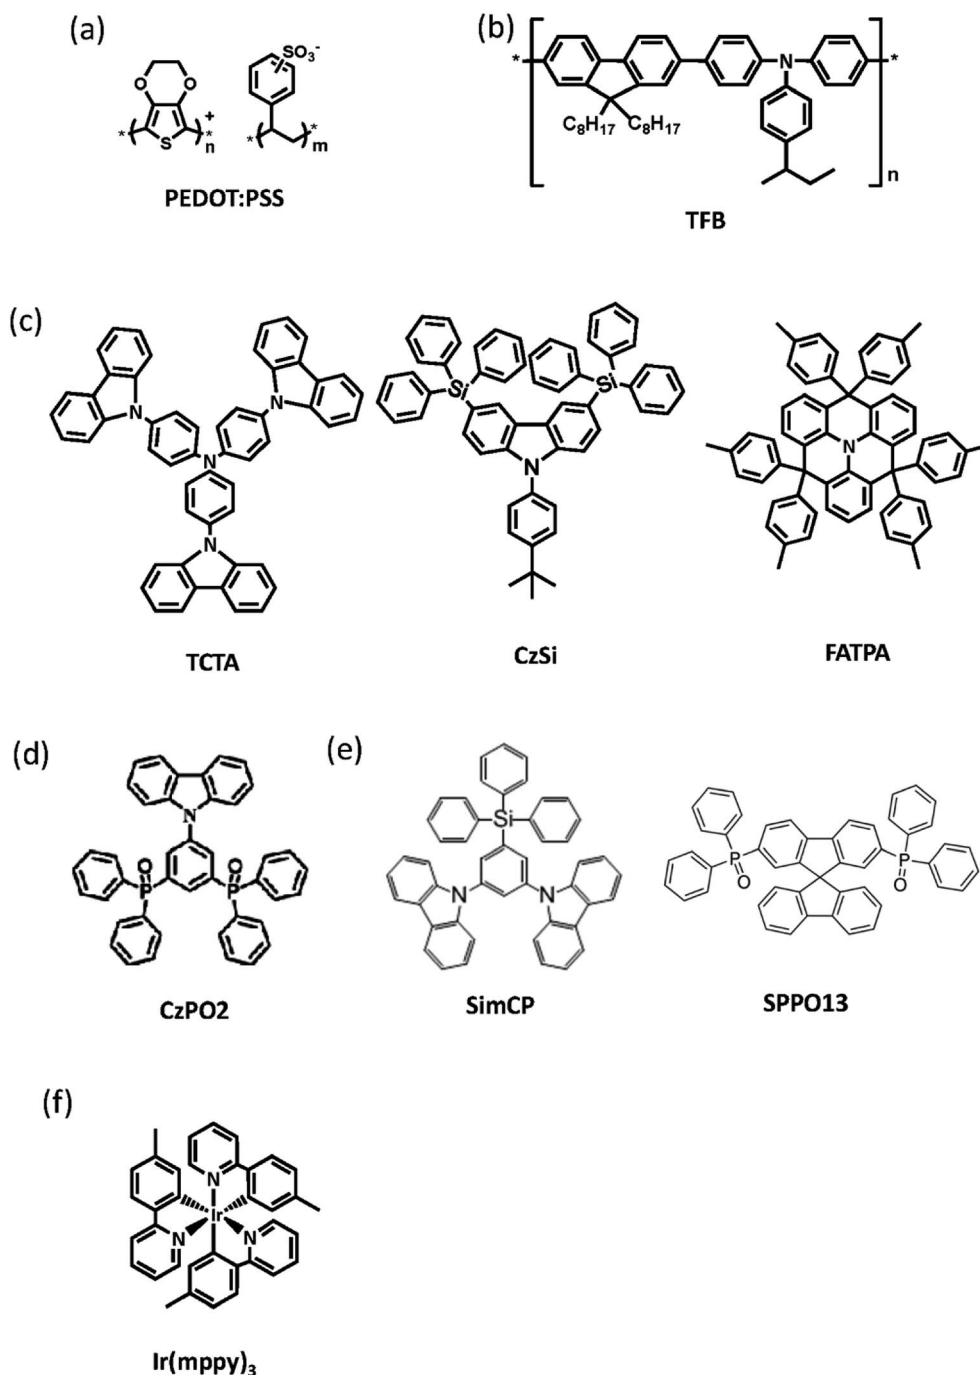 (a)
SO3-
O O
+
* S * n
* * m
PEDOT:PSS
(b)
* N *
C8H17 C8H17
n
TFB
(c)
N N
N
N
TCTA
Si Si
N
CzSi
N
FATPA
(d)
N
O O
P P
CzPO2
(e)
Si
N N
SimCP
P P
O O
SPPO13
(f)
N
Ir
N N
Ir(mppy)3